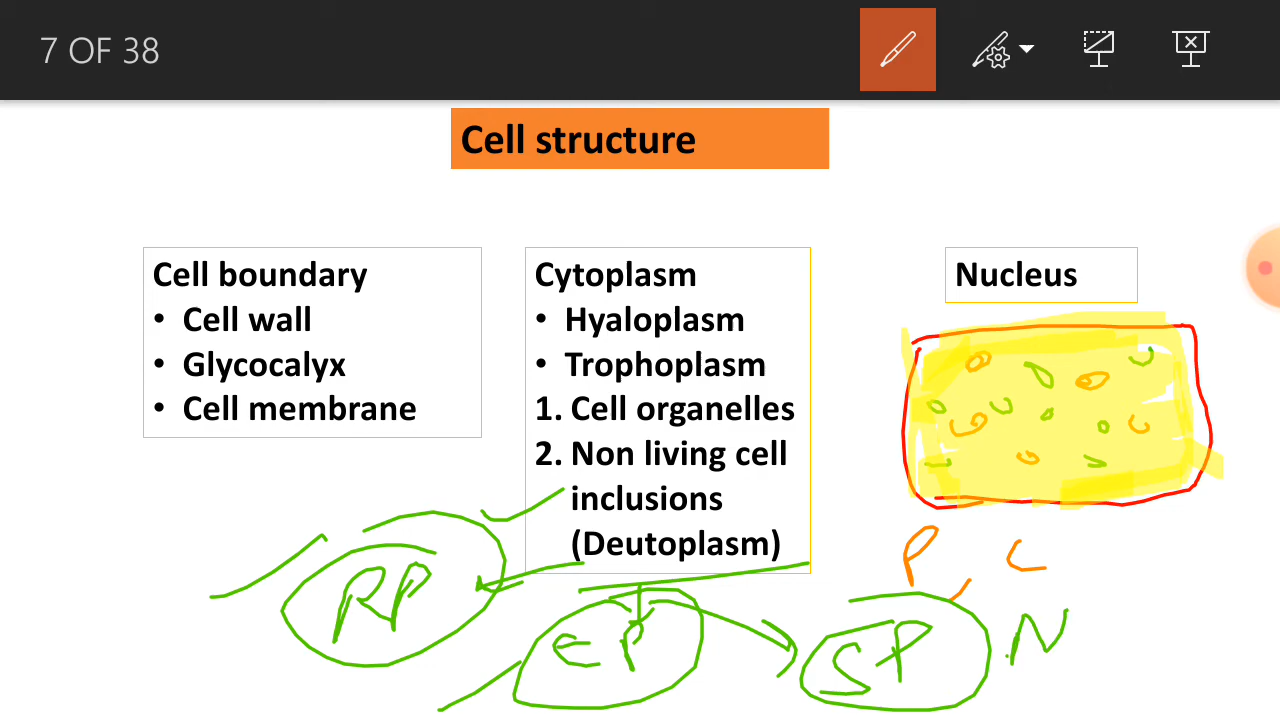 7 OF 38
Cell structure
Cell boundary
• Cell wall
• Glycocalyx
• Cell membrane
Cytoplasm
• Hyaloplasm
• Trophoplasm
1. Cell organelles
2. Non living cell
inclusions
(Deutoplasm)
Nucleus
P, C
RP
EP
SP
N